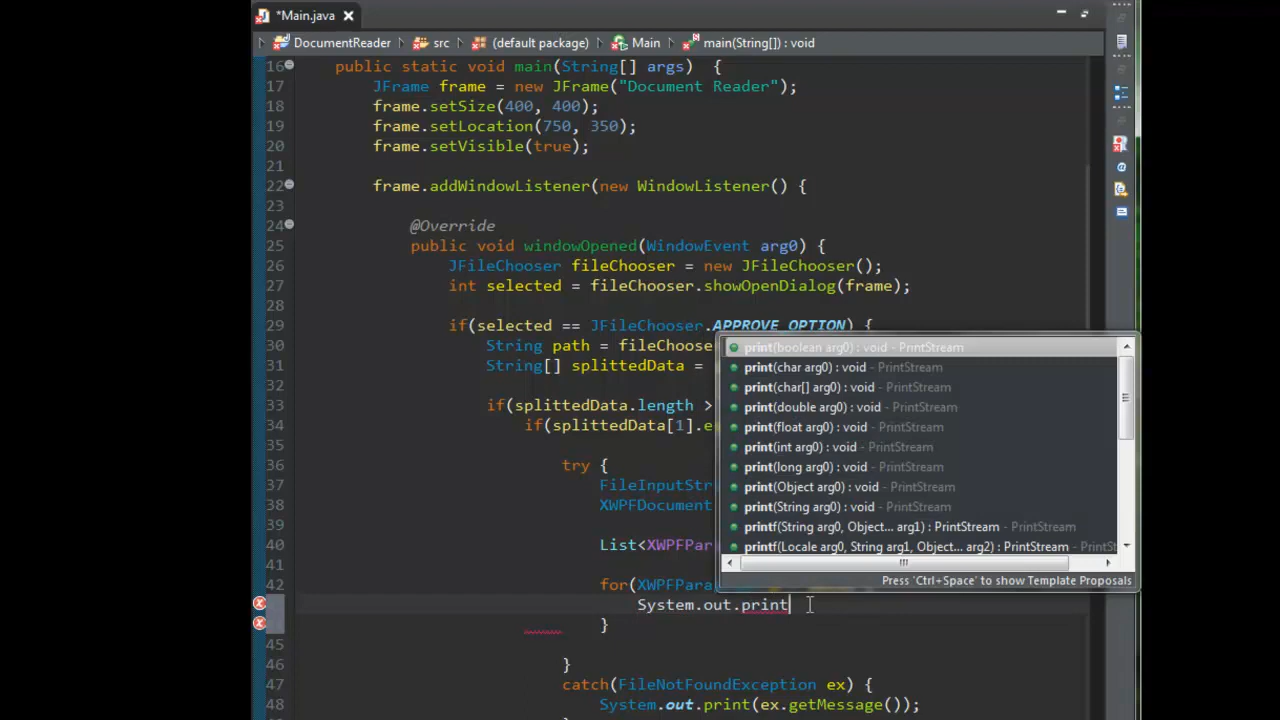 *Main.java
DocumentReader src (default package) Main main(String[]) : void
16 public static void main(String[] args) {
17 JFrame frame = new JFrame("Document Reader");
18 frame.setSize(400, 400);
19 frame.setLocation(750, 350);
20 frame.setVisible(true);
21
22 frame.addWindowListener(new WindowListener() {
23
24 @Override
25 public void windowOpened(WindowEvent arg0) {
26 JFileChooser fileChooser = new JFileChooser();
27 int selected = fileChooser.showOpenDialog(frame);
28
29 if(selected == JFileChooser.APPROVE_OPTION) {
30 String path = fileChooser
31 String[] splittedData =
33 if(splittedData.length >
34 if(splittedData[1].e
35
36 try {
37 FileInputStr
38 XWPFDocument
39
40 List<XWPFPar
41
42 for(XWPFPara
System.out.print
}
45
46 }
47 catch(FileNotFoundException ex) {
48 System.out.print(ex.getMessage());
print(boolean arg0) : void - PrintStream
print(char arg0) : void - PrintStream
print(char[] arg0) : void - PrintStream
print(double arg0) : void - PrintStream
print(float arg0) : void - PrintStream
print(int arg0) : void - PrintStream
print(long arg0) : void - PrintStream
print(Object arg0) : void - PrintStream
print(String arg0) : void - PrintStream
printf(String arg0, Object... arg1) : PrintStream - PrintStream
printf(Locale arg0, String arg1, Object... arg2) : PrintStream - PrintSt
Press 'Ctrl+Space' to show Template Proposals